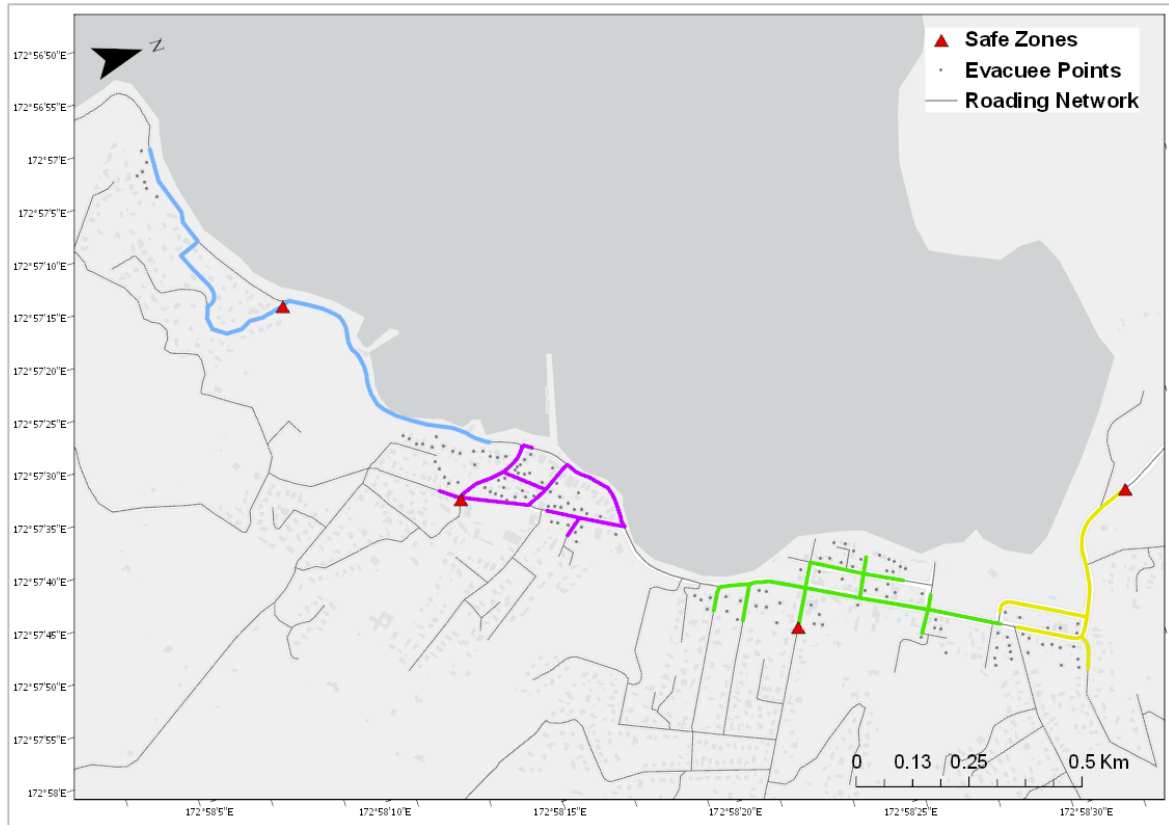 N
Safe Zones
Evacuee Points
Roading Network
172°56'50"E
172°56'55"E
172°57'E
172°57'5"E
172°57'10"E
172°57'15"E
172°57'20"E
172°57'25"E
172°57'30"E
172°57'35"E
172°57'40"E
172°57'45"E
172°57'50"E
172°57'55"E
172°58'E
0 0.13 0.25 0.5 Km
172°58'5"E 172°58'10"E 172°58'15"E 172°58'20"E 172°58'25"E 172°58'30"E